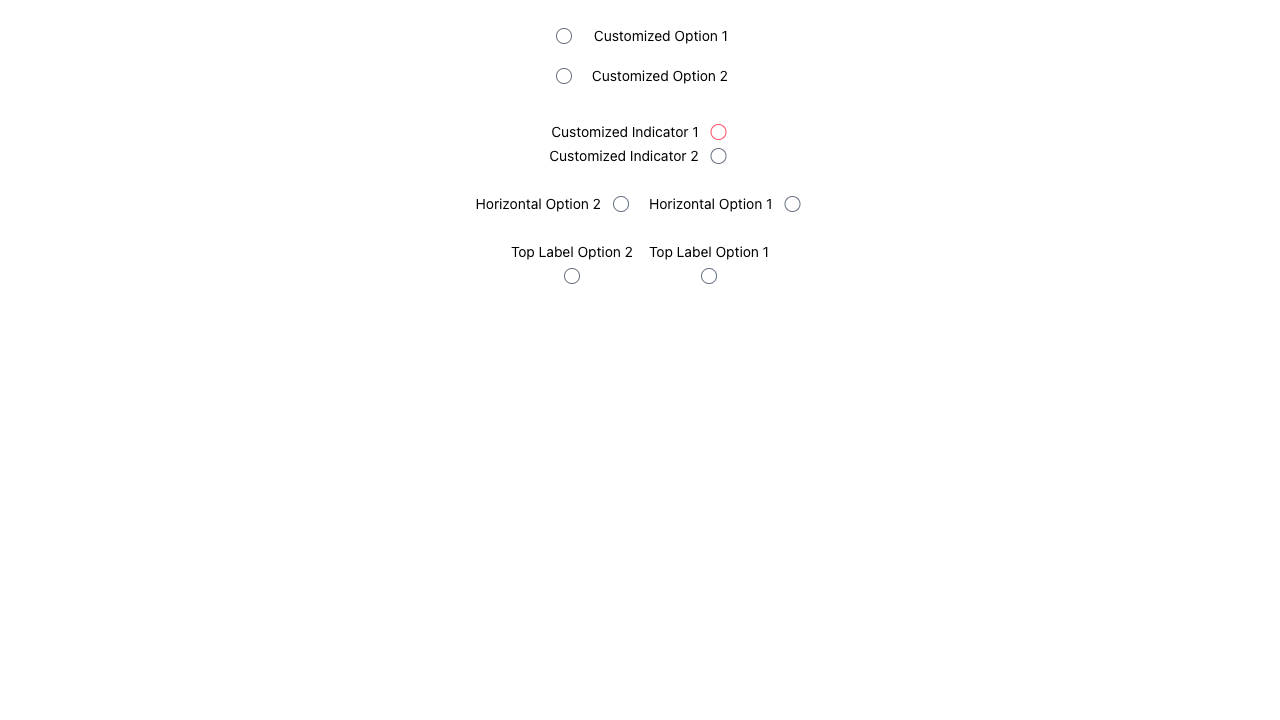 Customized Option 1
Customized Option 2
Customized Indicator 1
Customized Indicator 2
Horizontal Option 2 Horizontal Option 1
Top Label Option 2 Top Label Option 1